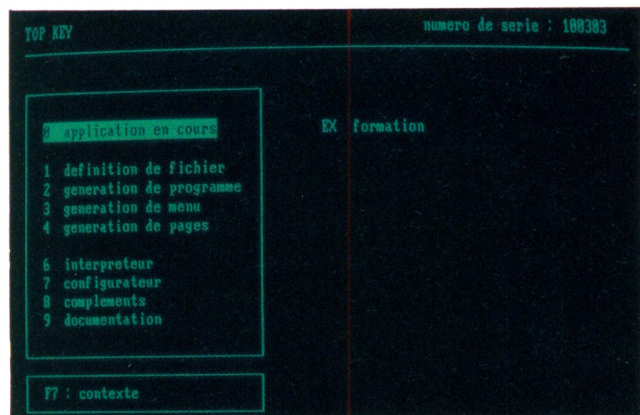 TOP KEY
numero de serie : 100303
0 application en cours
EX formation
1 definition de fichier
2 generation de programme
3 generation de menu
4 generation de pages
6 interpreteur
7 configurateur
8 complements
9 documentation
F7 : contexte